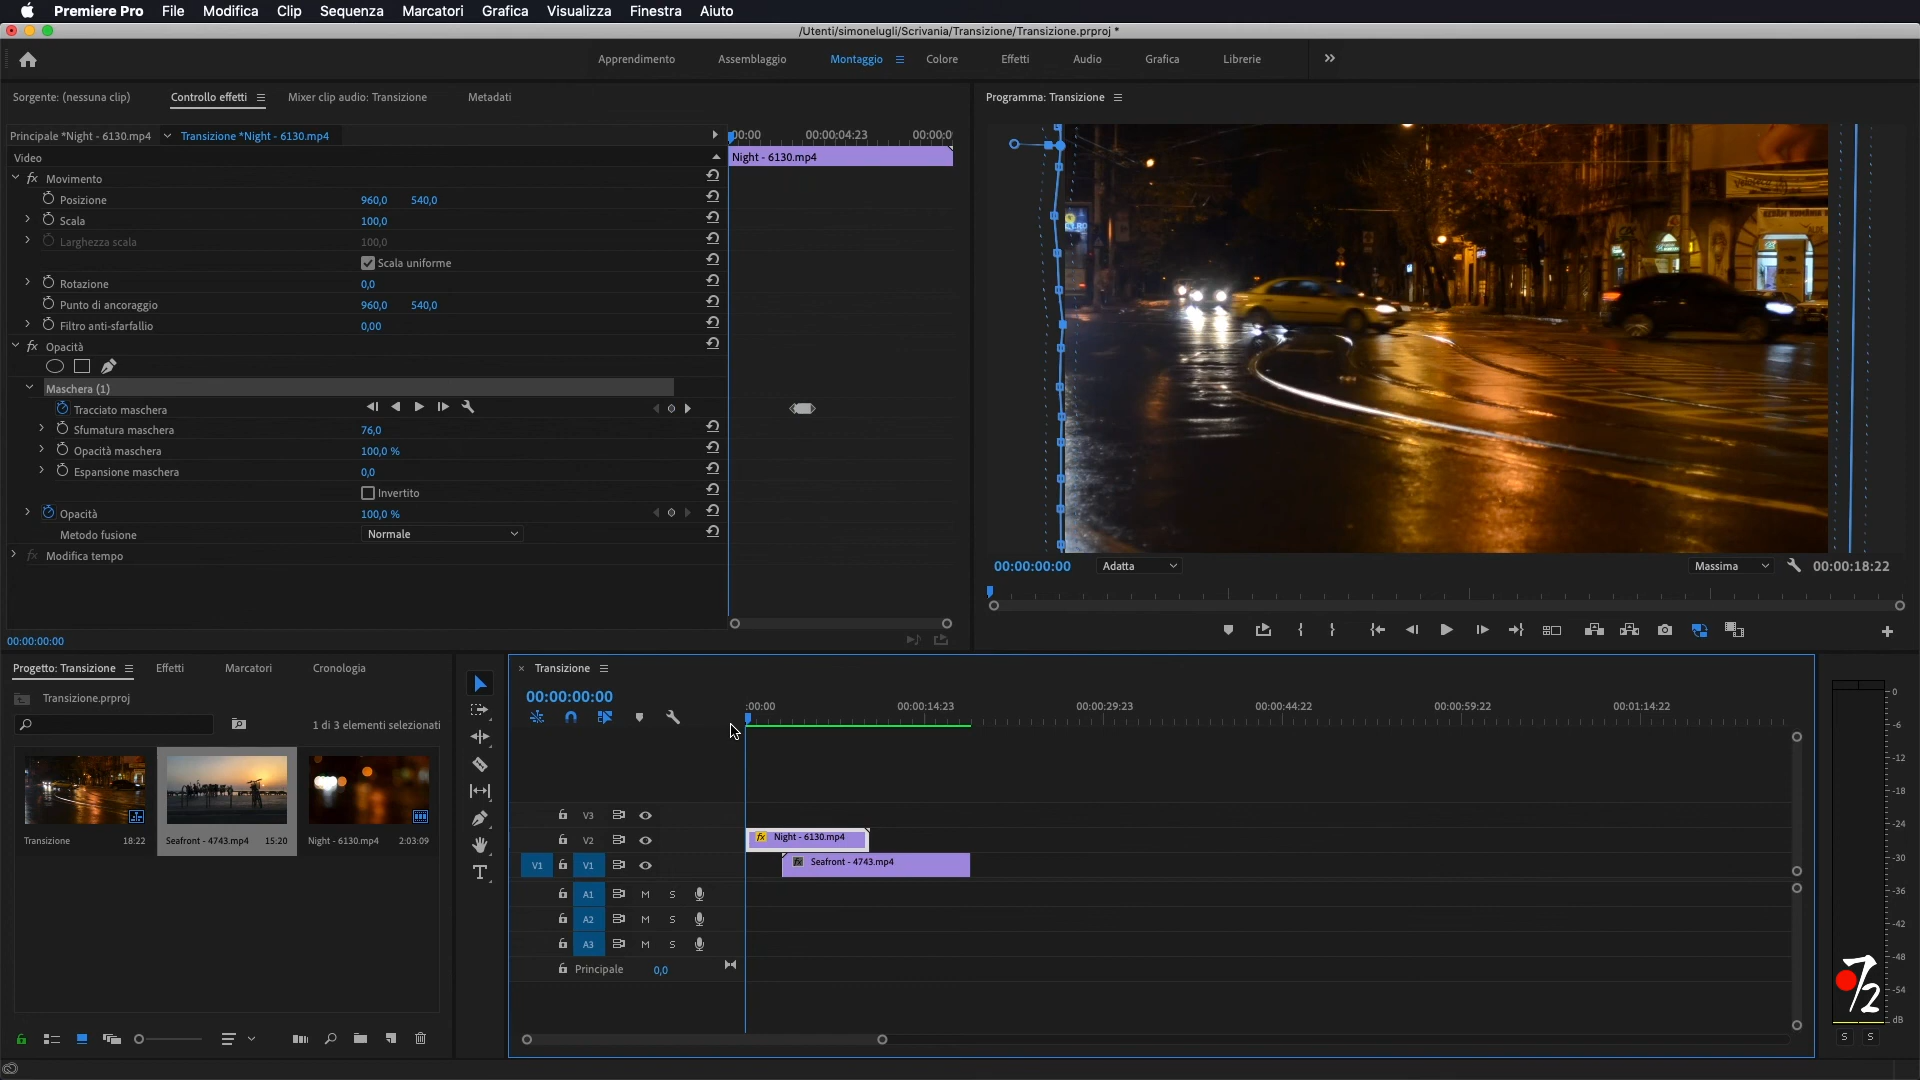 Premiere Pro File Modifica Clip Sequenza Marcatori Grafica Visualizza Finestra Aiuto
/Utenti/simonelugli/Scrivania/Transizione/Transizione.prproj *
Apprendimento Assemblaggio Montaggio Colore Effetti Audio Grafica Librerie
Sorgente: (nessuna clip) Controllo effetti Mixer clip audio: Transizione Metadati
Programma: Transizione
Principale *Night - 6130.mp4 Transizione *Night - 6130.mp4
00:00 00:00:04:23 00:00:0
Video
Night - 6130.mp4
fx Movimento
Posizione 960,0 540,0
Scala 100,0
Larghezza scala 100,0
Scala uniforme
Rotazione 0,0
Punto di ancoraggio 960,0 540,0
Filtro anti-sfarfallio 0,00
fx Opacità
Maschera (1)
Tracciato maschera
Sfumatura maschera 76,0
Opacità maschera 100,0 %
Espansione maschera 0,0
Invertito
Opacità 100,0 %
Metodo fusione Normale
fx Modifica tempo
00:00:00:00
00:00:00:00 Adatta Massima 00:00:18:22
Progetto: Transizione Effetti Marcatori Cronologia
Transizione.prproj
1 di 3 elementi selezionati
Transizione 18:22
Seafront - 4743.mp4 15:20
Night - 6130.mp4 2:03:09
× Transizione
00:00:00:00
:00:00 00:00:14:23 00:00:29:23 00:00:44:22 00:00:59:22 00:01:14:22
V3
V2
fx Night - 6130.mp4
V1 V1
fx Seafront - 4743.mp4
A1 M S
A2 M S
A3 M S
Principale 0,0
0
-6
-12
-18
-24
-30
-36
-42
-48
-54
dB
S S